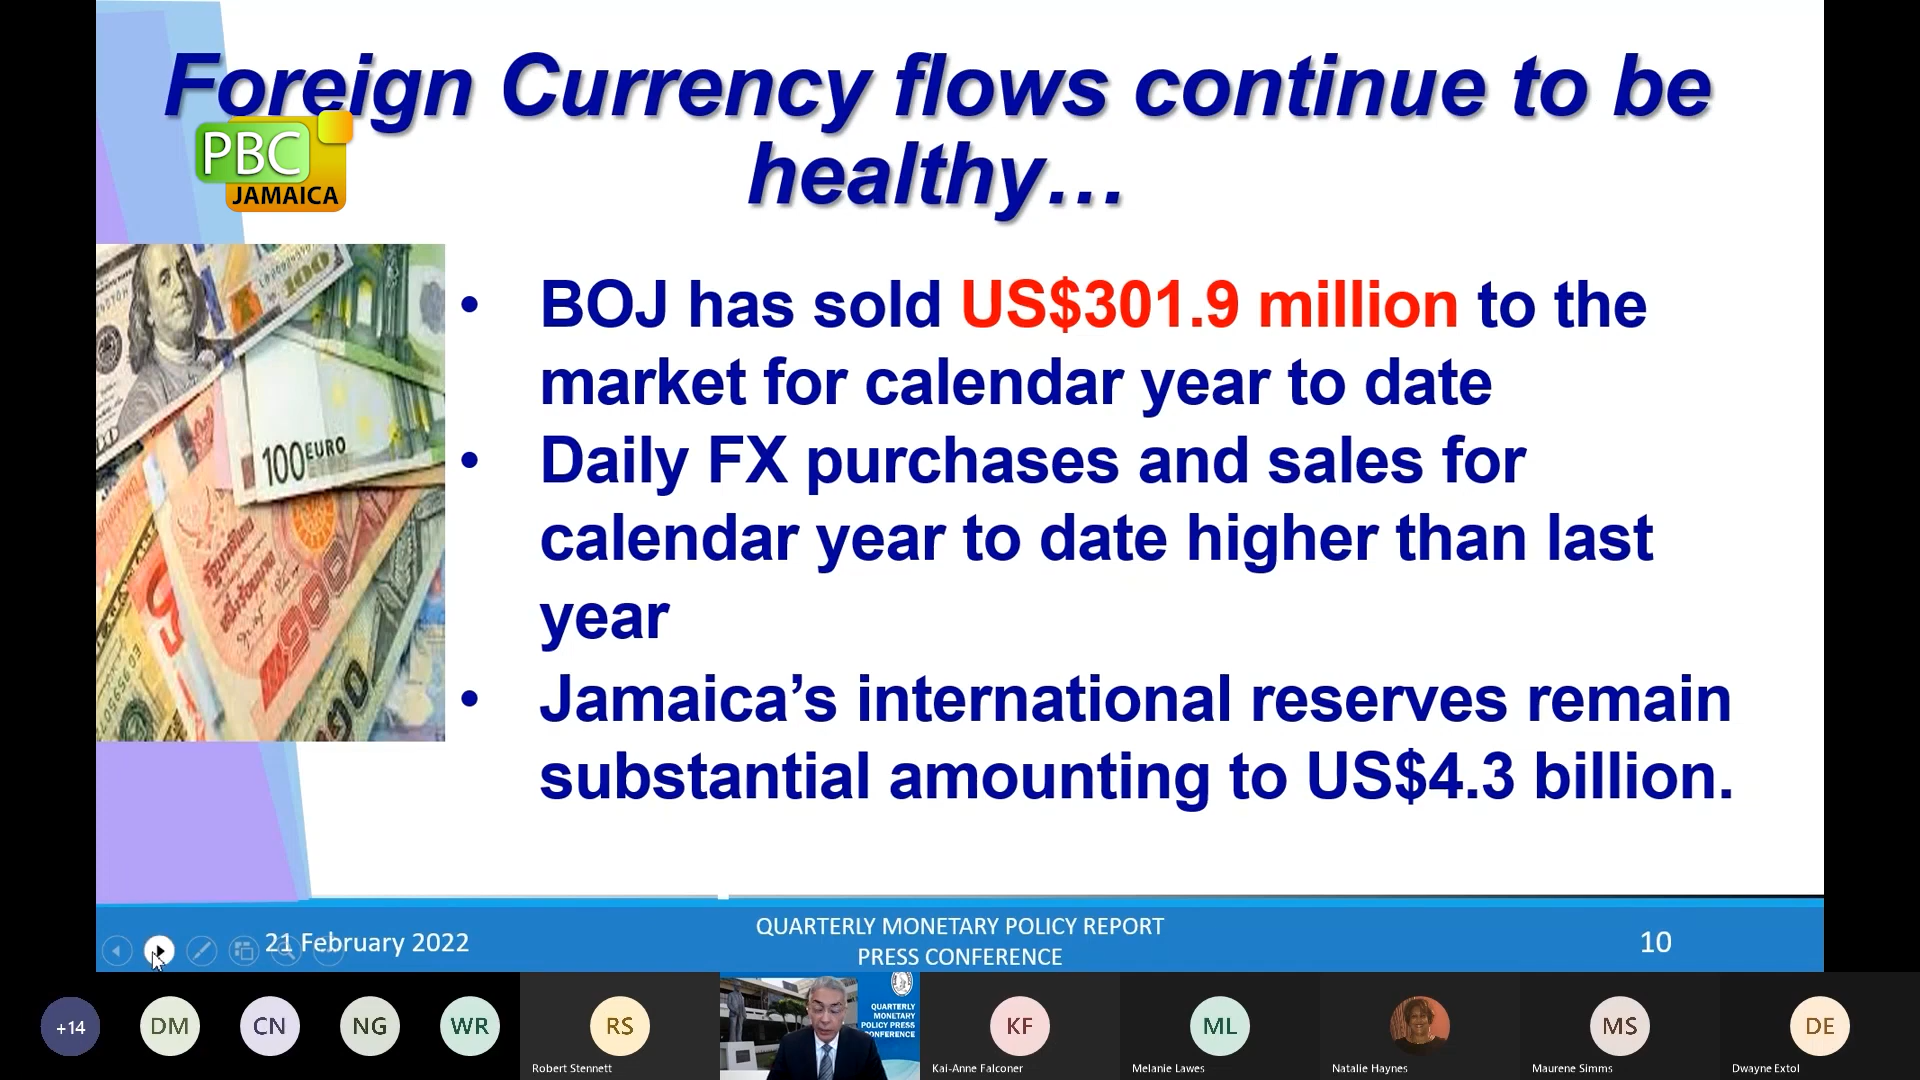 Foreign Currency flows continue to be
healthy…
PBC
JAMAICA
100
100 EURO
• BOJ has sold US$301.9 million to the
market for calendar year to date
• Daily FX purchases and sales for
calendar year to date higher than last
year
• Jamaica’s international reserves remain
substantial amounting to US$4.3 billion.
21 February 2022
QUARTERLY MONETARY POLICY REPORT
PRESS CONFERENCE
10
+14
DM
CN
NG
WR
RS
Robert Stennett
QUARTERLY
MONETARY
POLICY PRESS
CONFERENCE
KF
Kai-Anne Falconer
ML
Melanie Lawes
Natalie Haynes
MS
Maurene Simms
DE
Dwayne Extol